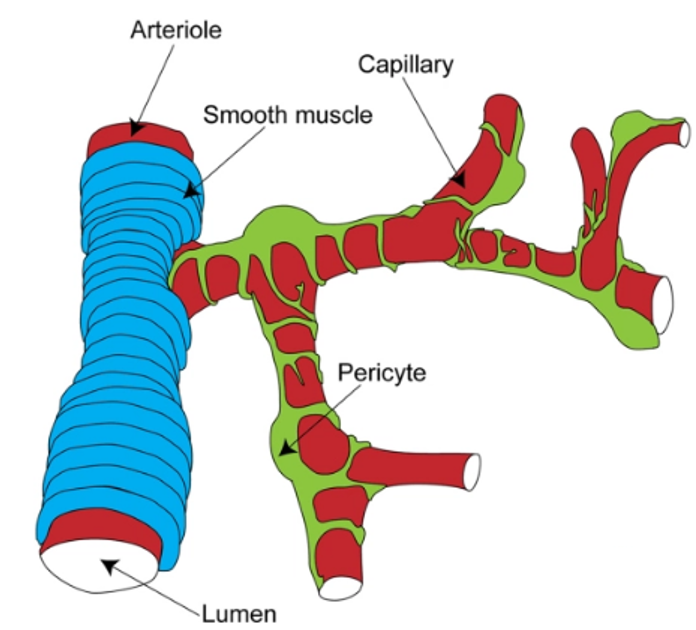 Arteriole
Capillary
Smooth muscle
Pericyte
Lumen